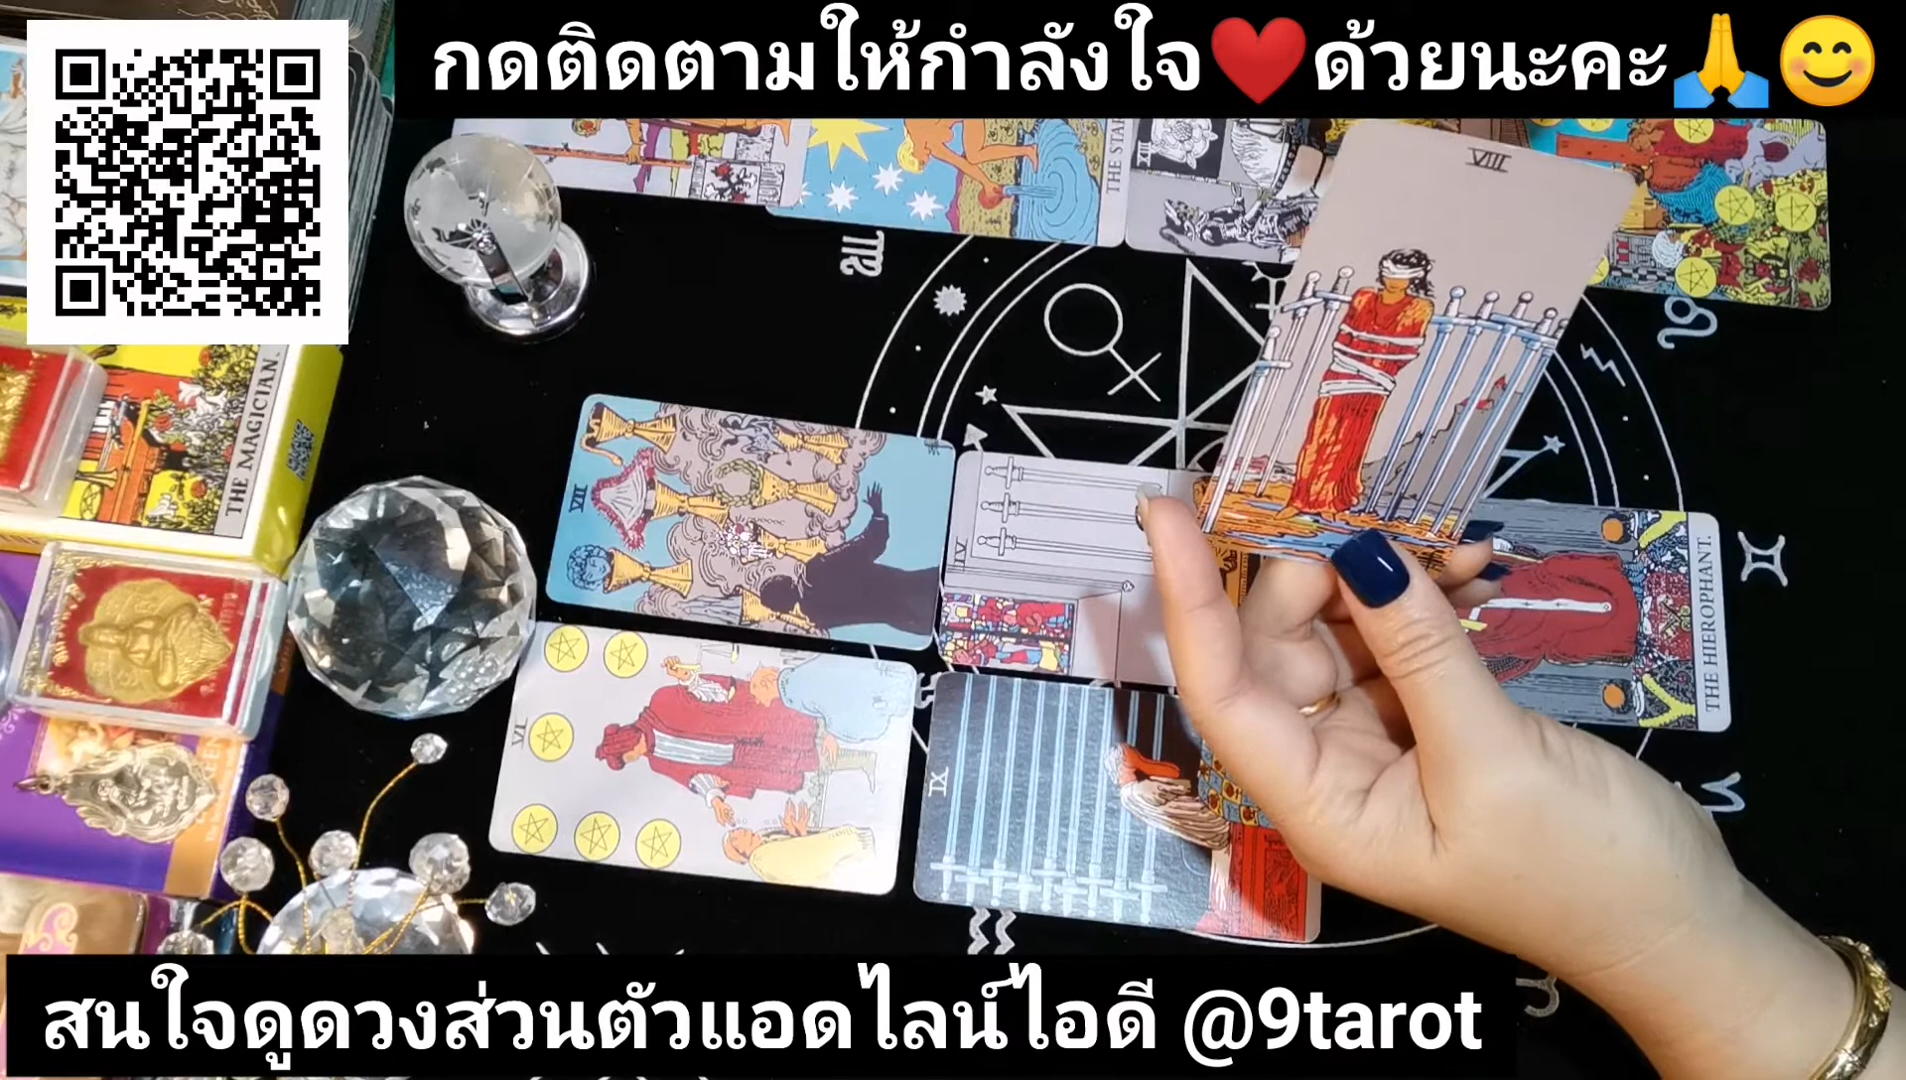 กดติดตามให้กำลังใจ❤️ด้วยนะคะ🙏😊
THE STAR
XIII
VIII
THE MAGICIAN.
VII
IV
THE HIEROPHANT.
VI
IX
สนใจดูดวงส่วนตัวแอดไลน์ไอดี @9tarot